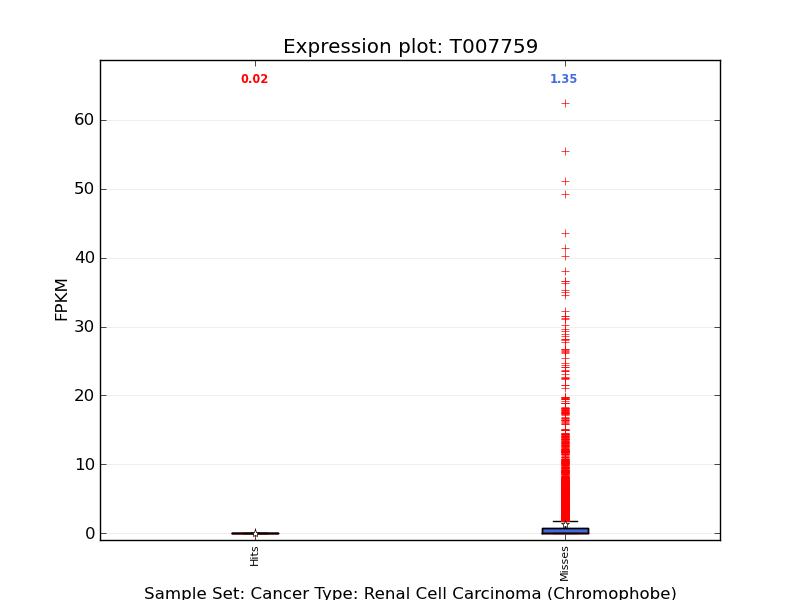 Expression plot: T007759
0.02
1.35
60
50
40
30
20
10
0
FPKM
Hits
Misses
Sample Set: Cancer Type: Renal Cell Carcinoma (Chromophobe)